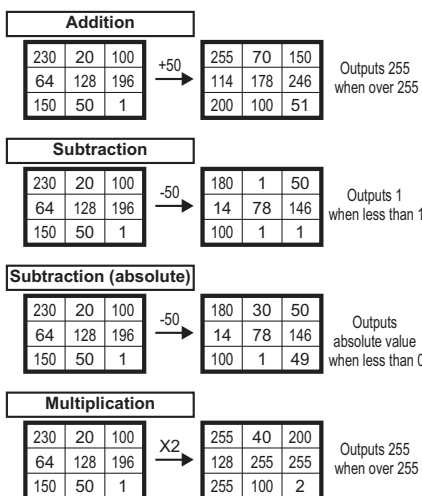 Addition
230 20 100
64 128 196
150 50 1
+50
255 70 150
114 178 246
200 100 51
Outputs 255
when over 255
Subtraction
230 20 100
64 128 196
150 50 1
-50
180 1 50
14 78 146
100 1 1
Outputs 1
when less than 1
Subtraction (absolute)
230 20 100
64 128 196
150 50 1
-50
180 30 50
14 78 146
100 1 49
Outputs
absolute value
when less than 0
Multiplication
230 20 100
64 128 196
150 50 1
X2
255 40 200
128 255 255
255 100 2
Outputs 255
when over 255